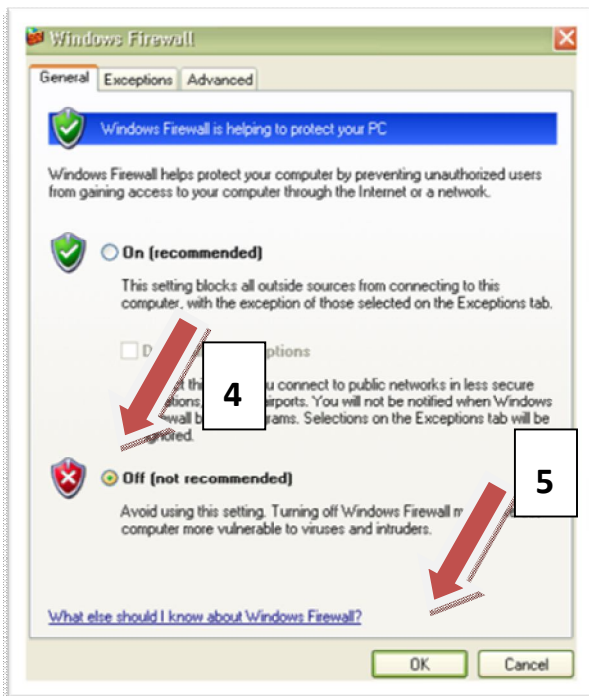 Windows Firewall
General Exceptions Advanced
Windows Firewall is helping to protect your PC
Windows Firewall helps protect your computer by preventing unauthorized users
from gaining access to your computer through the Internet or a network.
On (recommended)
This setting blocks all outside sources from connecting to this
computer, with the exception of those selected on the Exceptions tab.
4
connect to public networks in less secure
airports. You will not be notified when Windows
Selections on the Exceptions tab will be
Off (not recommended)
5
Avoid using this setting. Turning off Windows Firewall
computer more vulnerable to viruses and intruders.
What else should I know about Windows Firewall?
OK Cancel